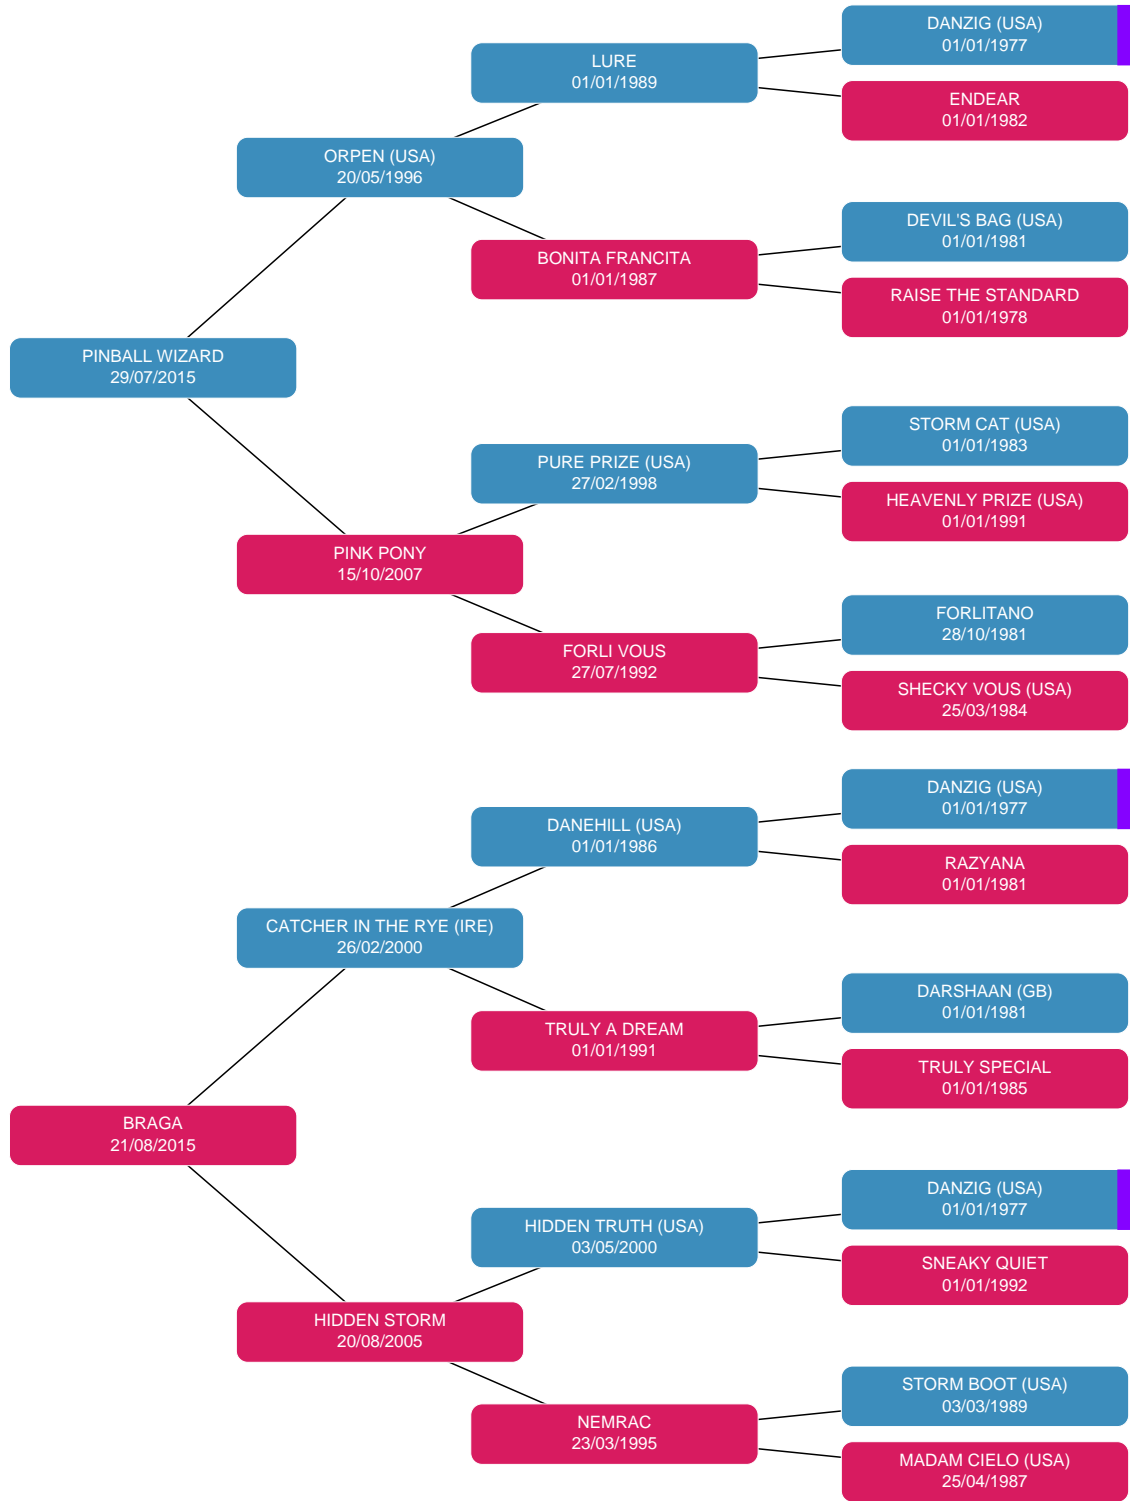 DANZIG (USA)
01/01/1977
LURE
01/01/1989
ENDEAR
01/01/1982
ORPEN (USA)
20/05/1996
DEVIL'S BAG (USA)
01/01/1981
BONITA FRANCITA
01/01/1987
RAISE THE STANDARD
01/01/1978
PINBALL WIZARD
29/07/2015
STORM CAT (USA)
01/01/1983
PURE PRIZE (USA)
27/02/1998
HEAVENLY PRIZE (USA)
01/01/1991
PINK PONY
15/10/2007
FORLITANO
28/10/1981
FORLI VOUS
27/07/1992
SHECKY VOUS (USA)
25/03/1984
DANZIG (USA)
01/01/1977
DANEHILL (USA)
01/01/1986
RAZYANA
01/01/1981
CATCHER IN THE RYE (IRE)
26/02/2000
DARSHAAN (GB)
01/01/1981
TRULY A DREAM
01/01/1991
TRULY SPECIAL
01/01/1985
BRAGA
21/08/2015
DANZIG (USA)
01/01/1977
HIDDEN TRUTH (USA)
03/05/2000
SNEAKY QUIET
01/01/1992
HIDDEN STORM
20/08/2005
STORM BOOT (USA)
03/03/1989
NEMRAC
23/03/1995
MADAM CIELO (USA)
25/04/1987